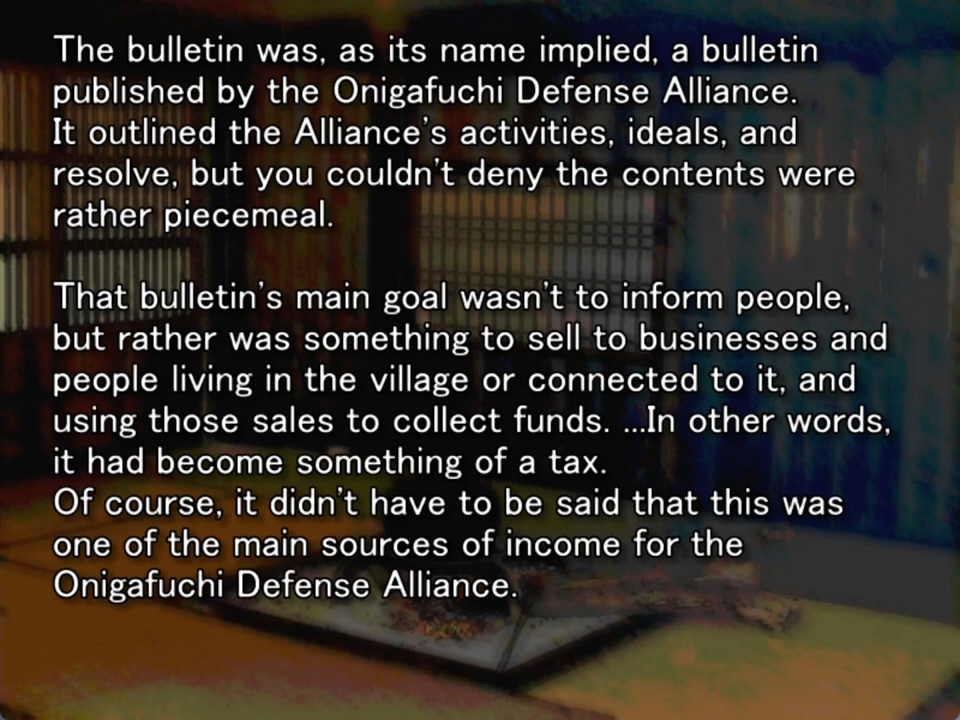 The bulletin was, as its name implied, a bulletin
published by the Onigafuchi Defense Alliance.
It outlined the Alliance's activities, ideals, and
resolve, but you couldn't deny the contents were
rather piecemeal.
That bulletin's main goal wasn't to inform people,
but rather was something to sell to businesses and
people living in the village or connected to it, and
using those sales to collect funds. ...In other words,
it had become something of a tax.
Of course, it didn't have to be said that this was
one of the main sources of income for the
Onigafuchi Defense Alliance.